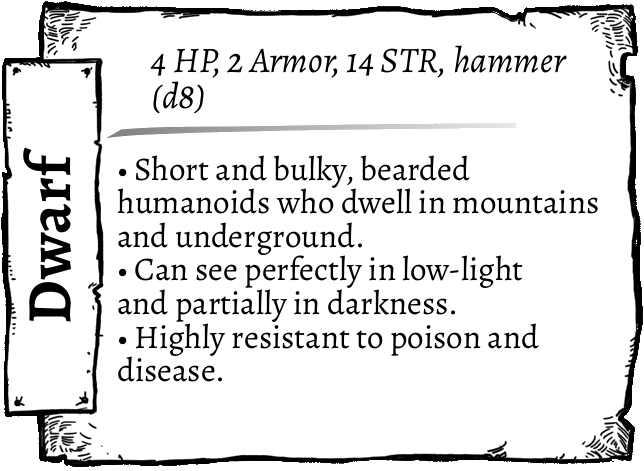 Dwarf
4 HP, 2 Armor, 14 STR, hammer
(d8)
• Short and bulky, bearded
humanoids who dwell in mountains
and underground.
• Can see perfectly in low-light
and partially in darkness.
• Highly resistant to poison and
disease.